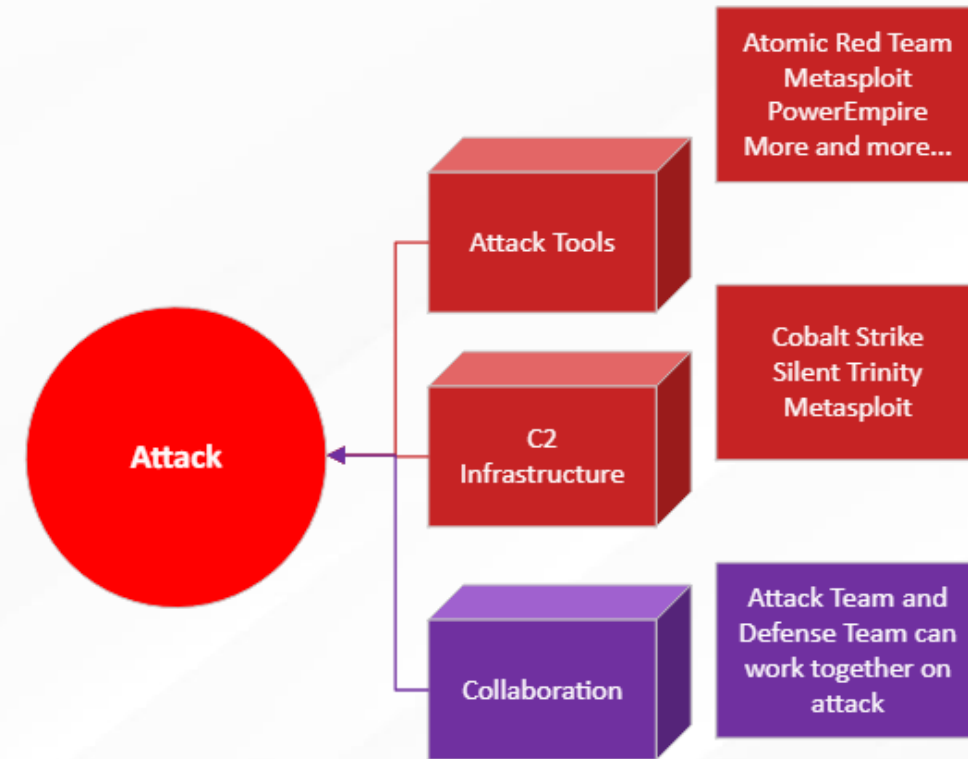 Atomic Red Team
Metasploit
PowerEmpire
More and more...
Attack Tools
Cobalt Strike
Silent Trinity
Metasploit
C2
Infrastructure
Attack
Attack Team and
Defense Team can
work together on
attack
Collaboration